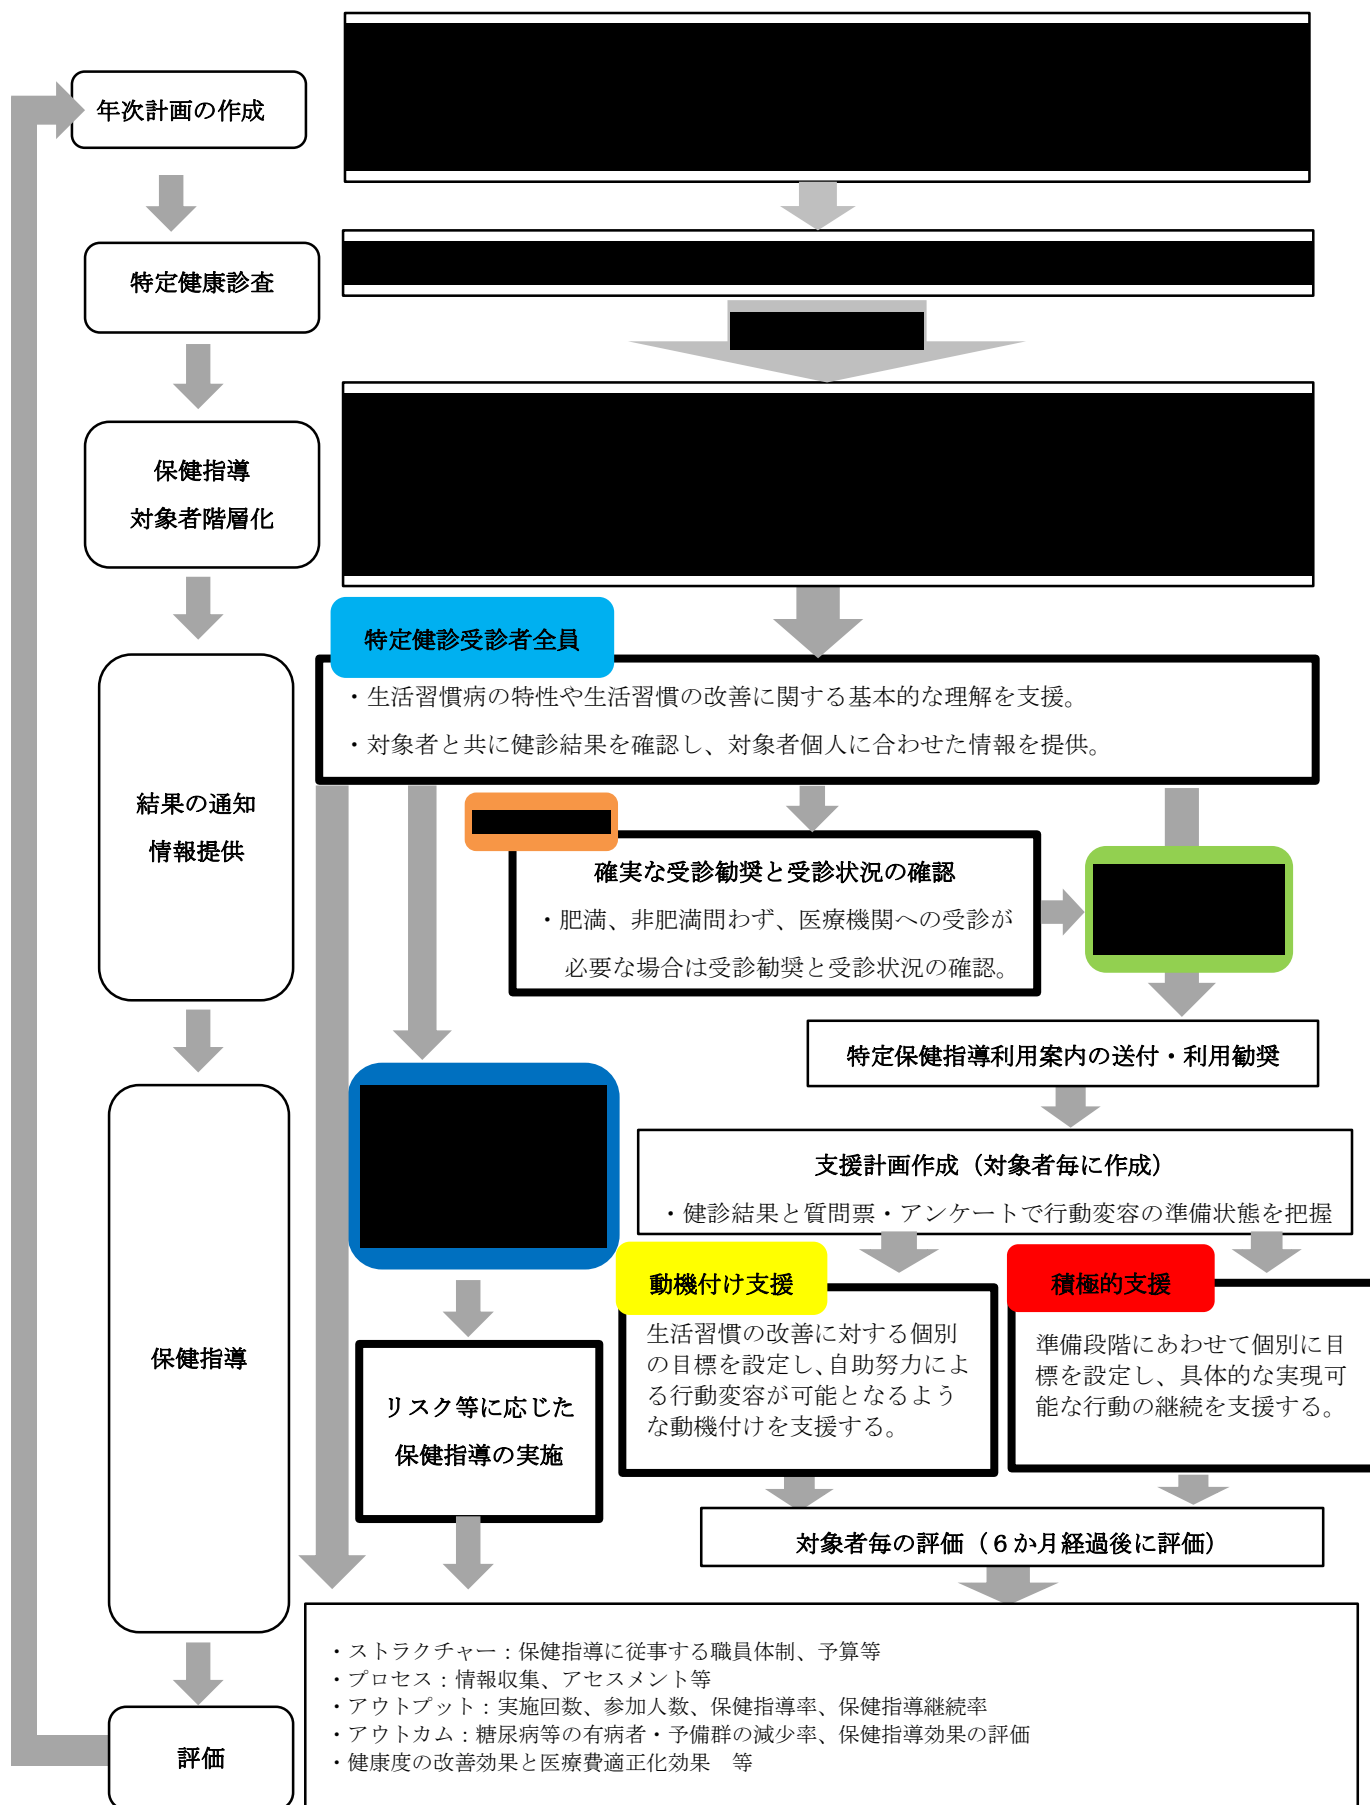 年次計画の作成
特定健康診査
保健指導
対象者階層化
特定健診受診者全員
・生活習慣病の特性や生活習慣の改善に関する基本的な理解を支援。
・対象者と共に健診結果を確認し、対象者個人に合わせた情報を提供。
結果の通知
情報提供
確実な受診勧奨と受診状況の確認
・肥満、非肥満問わず、医療機関への受診が
必要な場合は受診勧奨と受診状況の確認。
特定保健指導利用案内の送付・利用勧奨
支援計画作成（対象者毎に作成）
・健診結果と質問票・アンケートで行動変容の準備状態を把握
保健指導
動機付け支援
生活習慣の改善に対する個別
の目標を設定し、自助努力によ
る行動変容が可能となるよう
な動機付けを支援する。
積極的支援
準備段階にあわせて個別に目
標を設定し、具体的な実現可
能な行動の継続を支援する。
リスク等に応じた
保健指導の実施
対象者毎の評価（６か月経過後に評価）
・ストラクチャー：保健指導に従事する職員体制、予算等
・プロセス：情報収集、アセスメント等
・アウトプット：実施回数、参加人数、保健指導率、保健指導継続率
・アウトカム：糖尿病等の有病者・予備群の減少率、保健指導効果の評価
・健康度の改善効果と医療費適正化効果　等
評価